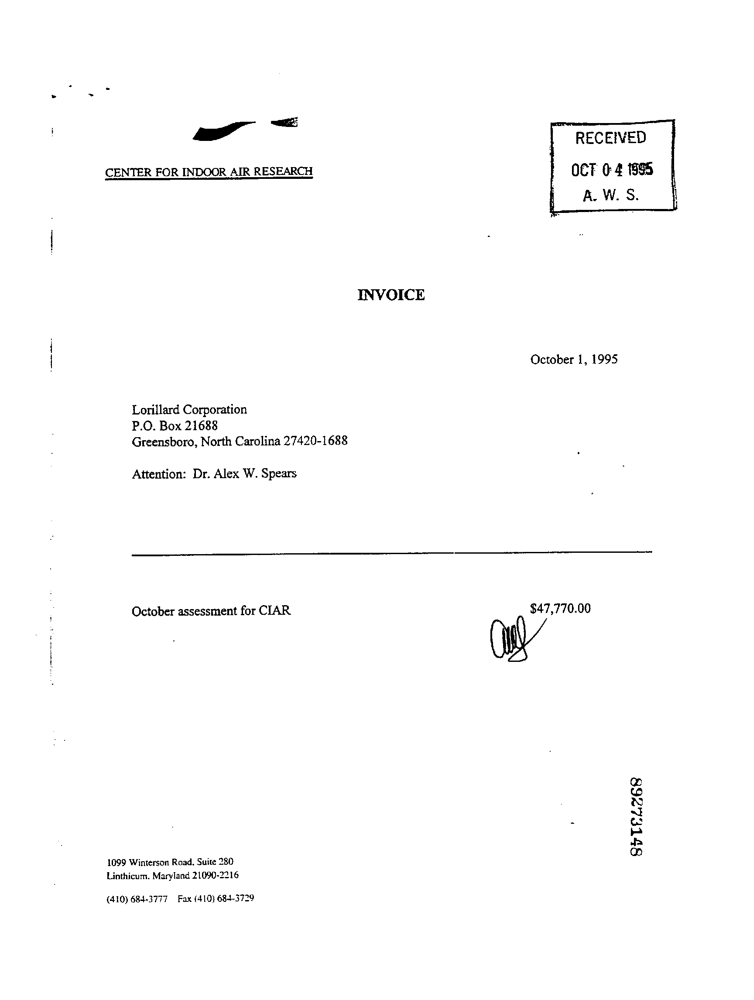 CENTER FOR INDOOR AIR RESEARCH
RECEIVED
OCT 04 1995
A. W. S.
INVOICE
October 1, 1995
Lorillard Corporation
P.O. Box 21688
Greensboro, North Carolina 27420-1688
Attention: Dr. Alex W. Spears
October assessment for CIAR
$47,770.00
89273148
1099 Winterson Road, Suite 280
Linthicum, Maryland 21090-2216
(410) 684-3777 Fax (410) 684-3729